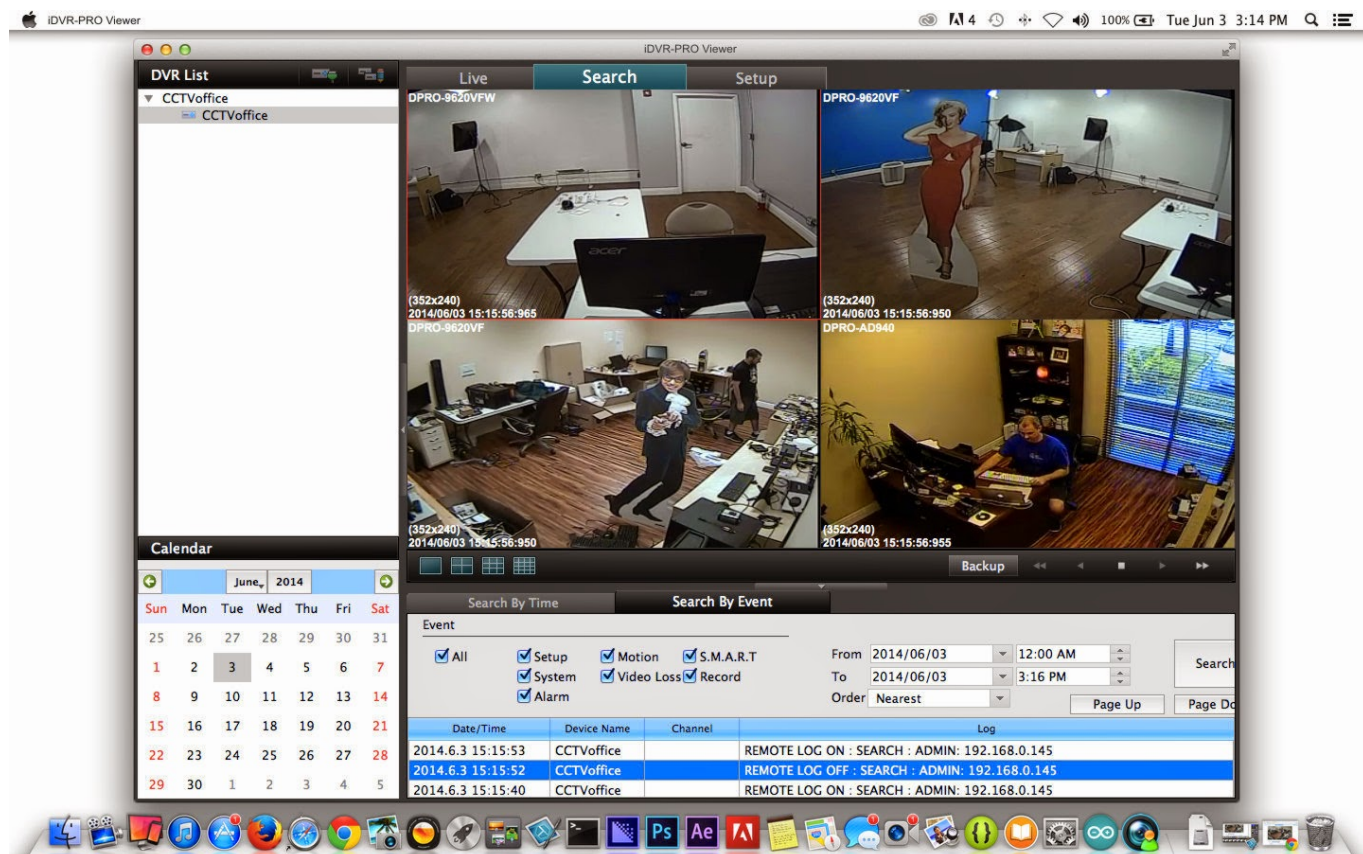 iDVR-PRO Viewer
4
100%
Tue Jun 3 3:14 PM
iDVR-PRO Viewer
DVR List
Live
Search
Setup
CCTVoffice
CCTVoffice
DPRO-9620VFW
acer
(352x240)
2014/06/03 15:15:56:965
DPRO-9620VF
(352x240)
2014/06/03 15:15:56:950
DPRO-9620VF
(352x240)
2014/06/03 15:15:56:950
DPRO-AD940
(352x240)
2014/06/03 15:15:56:955
Backup
Calendar
June 2014
Sun Mon Tue Wed Thu Fri Sat
25 26 27 28 29 30 31
1 2 3 4 5 6 7
8 9 10 11 12 13 14
15 16 17 18 19 20 21
22 23 24 25 26 27 28
29 30 1 2 3 4 5
Search By Time
Search By Event
Event
All
Setup
Motion
S.M.A.R.T
System
Video Loss
Record
Alarm
From 2014/06/03 12:00 AM
To 2014/06/03 3:16 PM
Order Nearest
Search
Page Up
Page Do
Date/Time Device Name Channel Log
2014.6.3 15:15:53 CCTVoffice REMOTE LOG ON : SEARCH : ADMIN: 192.168.0.145
2014.6.3 15:15:52 CCTVoffice REMOTE LOG OFF : SEARCH : ADMIN: 192.168.0.145
2014.6.3 15:15:40 CCTVoffice REMOTE LOG ON : SEARCH : ADMIN: 192.168.0.145
Ps
Ae